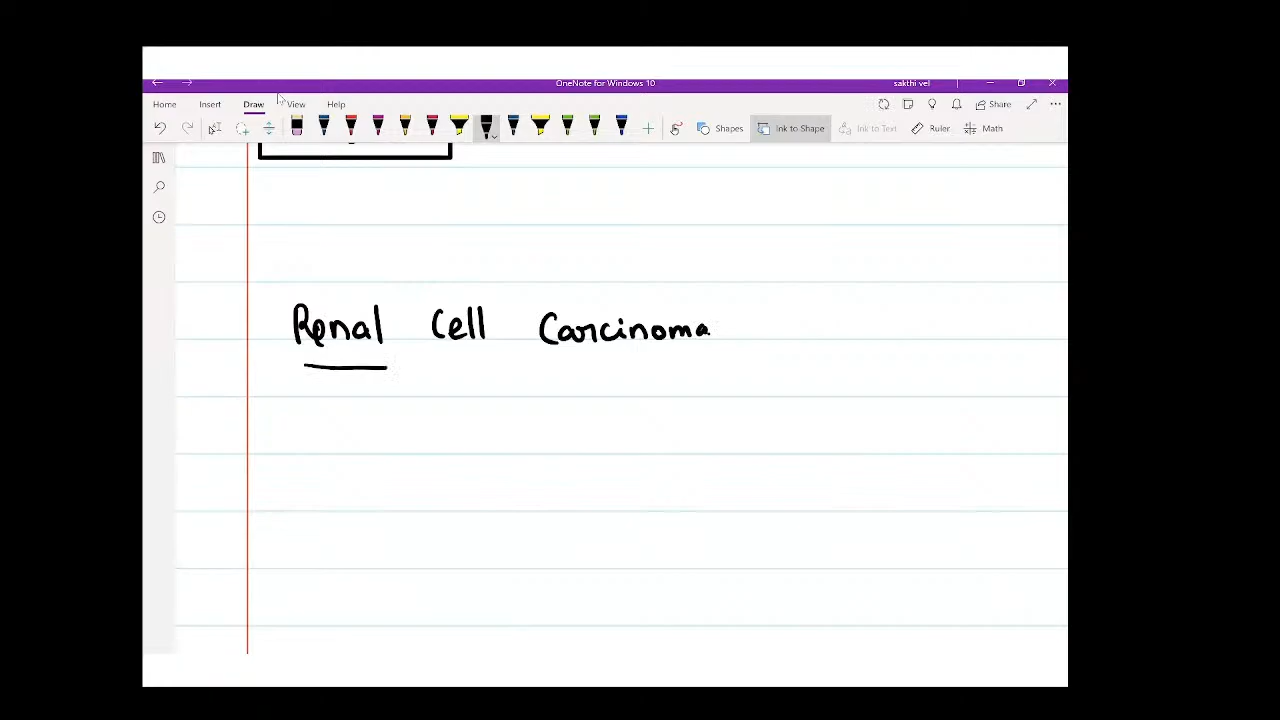 OneNote for Windows 10
sakthi vel
Home Insert Draw View Help
Share
Shapes Ink to Shape Ink to Text Ruler Math
Renal Cell Carcinoma